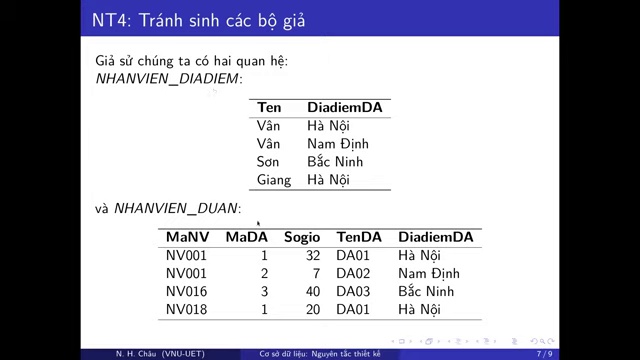 NT4: Tránh sinh các bộ giả
Giả sử chúng ta có hai quan hệ:
NHANVIEN_DIADIEM:
Ten DiadiemDA
Vân Hà Nội
Vân Nam Định
Sơn Bắc Ninh
Giang Hà Nội
và NHANVIEN_DUAN:
MaNV MaDA Sogio TenDA DiadiemDA
NV001 1 32 DA01 Hà Nội
NV001 2 7 DA02 Nam Định
NV016 3 40 DA03 Bắc Ninh
NV018 1 20 DA01 Hà Nội
N. H. Châu (VNU-UET) Cơ sở dữ liệu: Nguyên tắc thiết kế 7 / 9